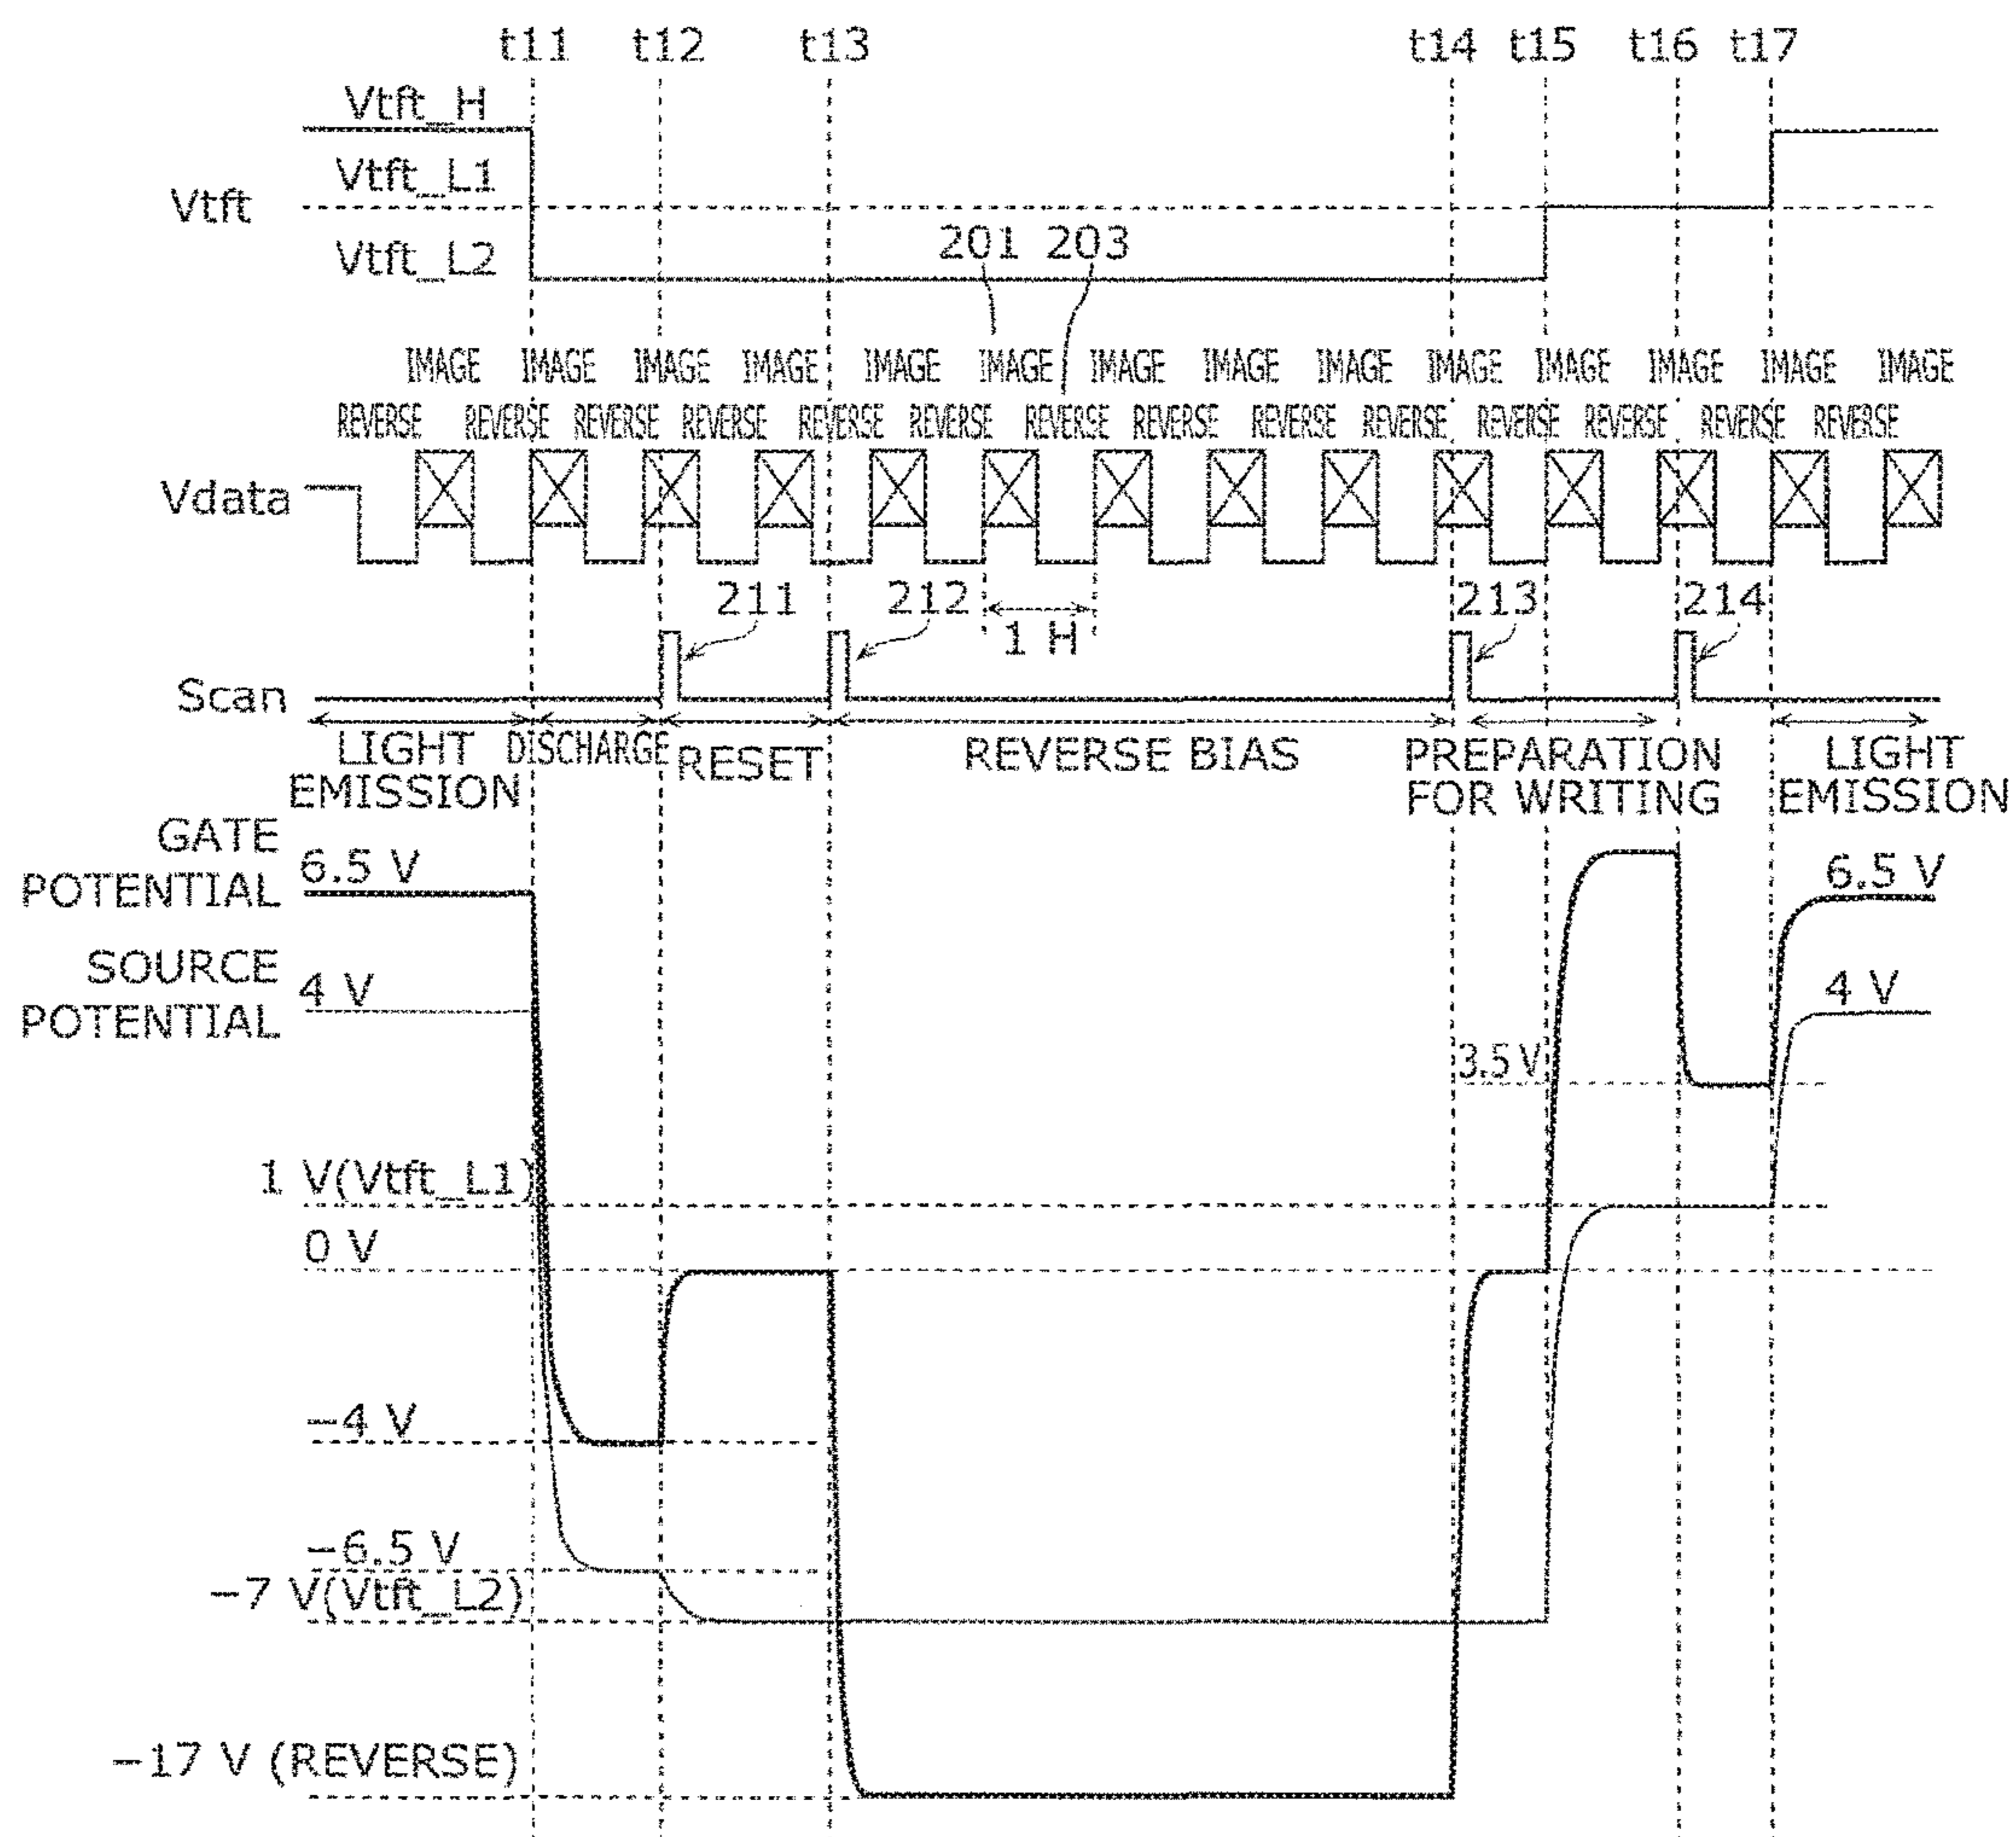 t11 t12 t13 t14 t15 t16 t17
Vtft_H
Vtft_L1
Vtft
Vtft_L2
201 203
IMAGE IMAGE IMAGE IMAGE IMAGE IMAGE IMAGE IMAGE IMAGE IMAGE IMAGE IMAGE IMAGE IMAGE
REVERSE REVERSE REVERSE REVERSE REVERSE REVERSE REVERSE REVERSE REVERSE REVERSE REVERSE REVERSE REVERSE REVERSE
Vdata
211 212 213 214
1 H
Scan
LIGHT EMISSION
DISCHARGE
RESET
REVERSE BIAS
PREPARATION FOR WRITING
LIGHT EMISSION
GATE POTENTIAL
6.5 V
6.5 V
SOURCE POTENTIAL
4 V
4 V
3.5 V
1 V(Vtft_L1)
0 V
−4 V
−6.5 V
−7 V(Vtft_L2)
−17 V (REVERSE)